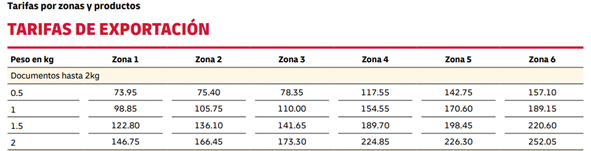 Tarifas por zonas y productos
TARIFAS DE EXPORTACIÓN
Peso en kg Zona 1 Zona 2 Zona 3 Zona 4 Zona 5 Zona 6
Documentos hasta 2kg
0.5 73.95 75.40 78.35 117.55 142.75 157.10
1 98.85 105.75 110.00 154.55 170.60 189.15
1.5 122.80 136.10 141.65 189.70 198.45 220.60
2 146.75 166.45 173.30 224.85 226.30 252.05